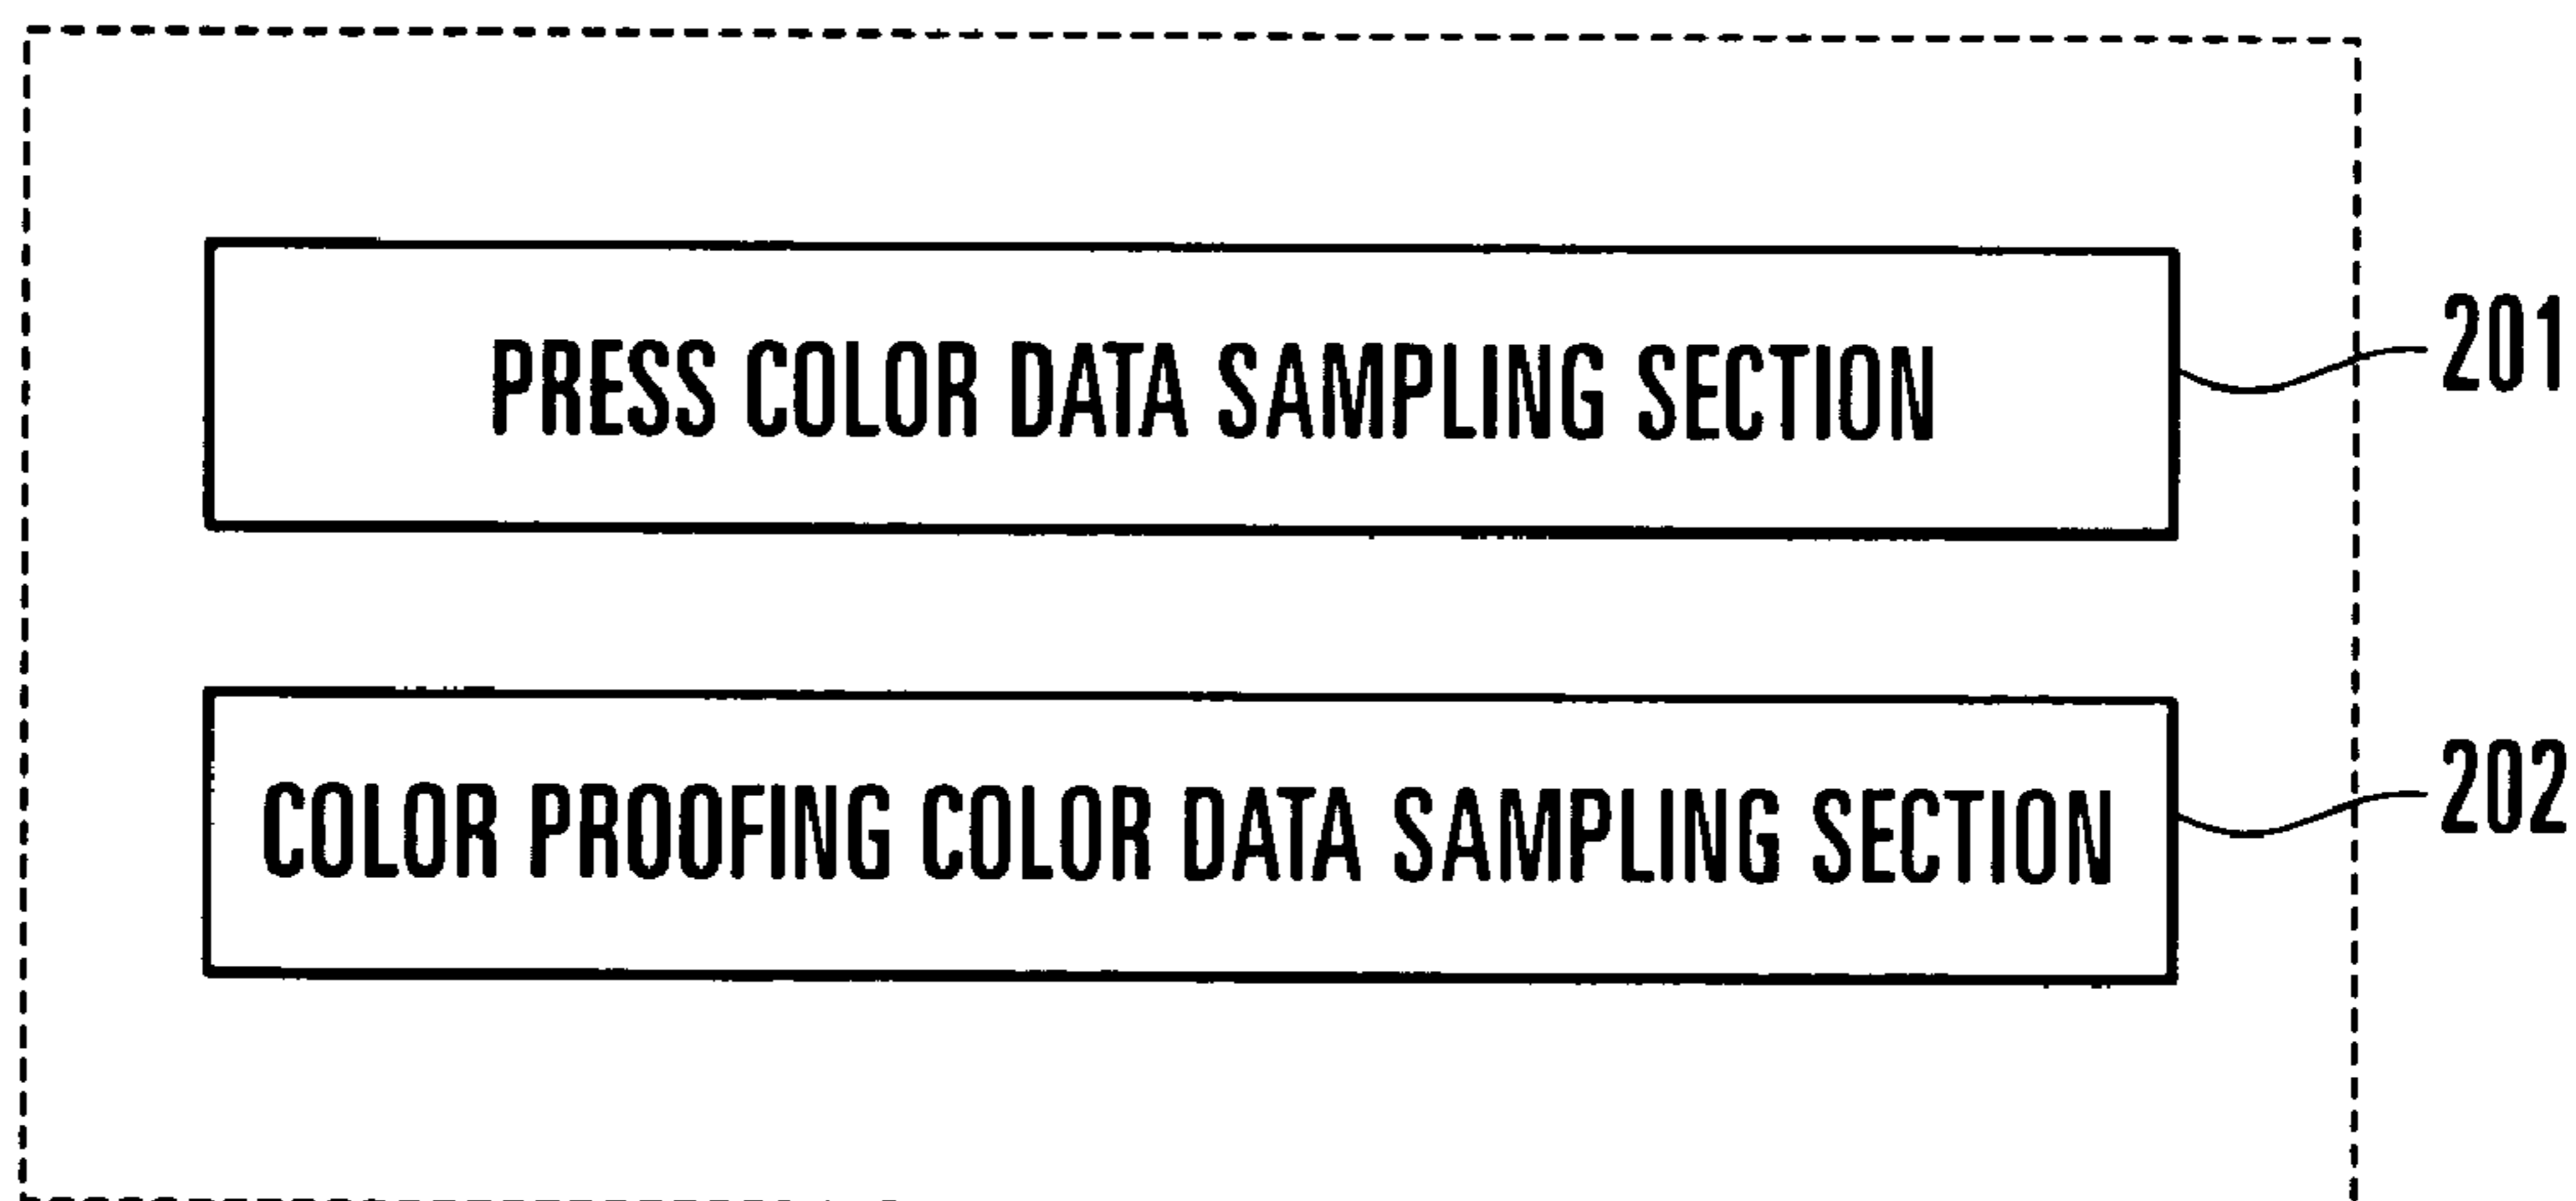 PRESS COLOR DATA SAMPLING SECTION
201
COLOR PROOFING COLOR DATA SAMPLING SECTION
202